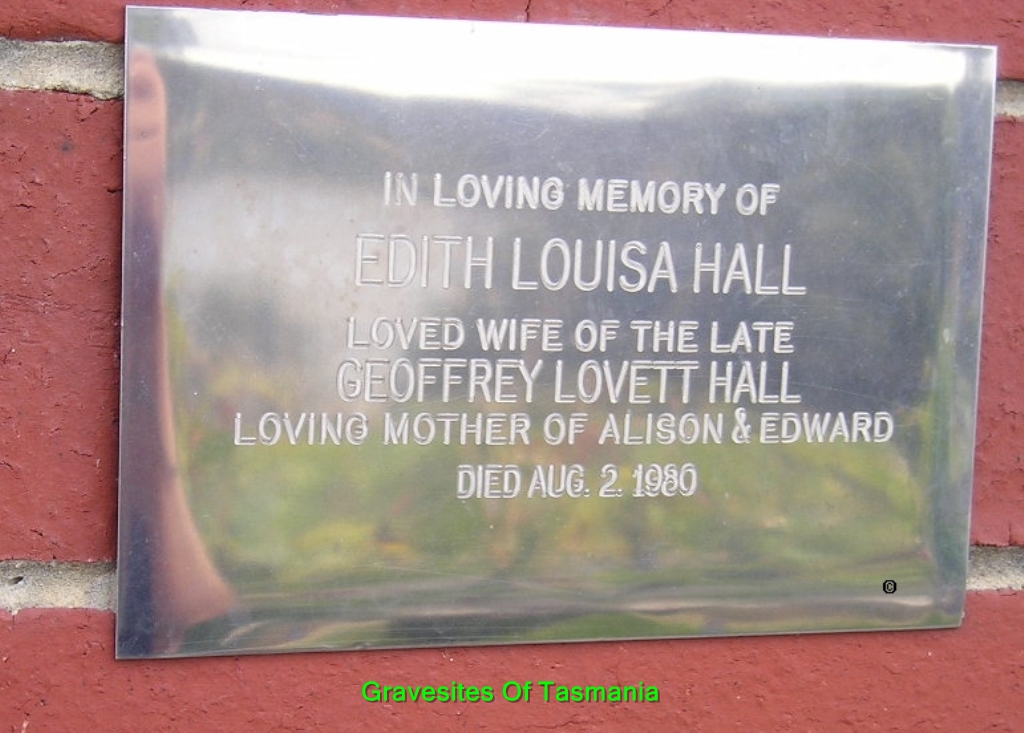 IN LOVING MEMORY OF
EDITH LOUISA HALL
LOVED WIFE OF THE LATE
GEOFFREY LOVETT HALL
LOVING MOTHER OF ALISON & EDWARD
DIED AUG. 2. 1980
©
Gravesites Of Tasmania